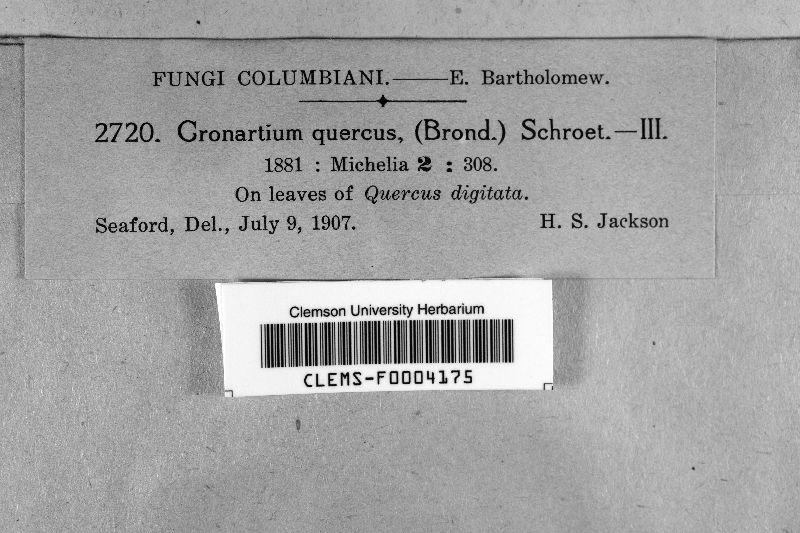 FUNGI COLUMBIANI.——E. Bartholomew.
2720. Cronartium quercus, (Brond.) Schroet.—III.
1881 : Michelia 2 : 308.
On leaves of Quercus digitata.
Seaford, Del., July 9, 1907. H. S. Jackson
Clemson University Herbarium
CLEMS-F0004175